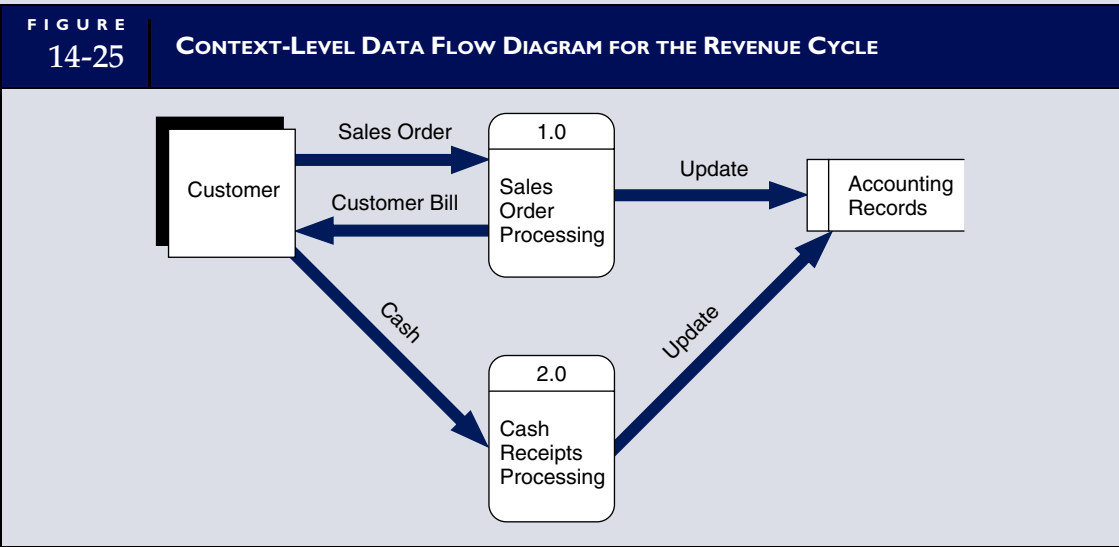 FIGURE
14-25
CONTEXT-LEVEL DATA FLOW DIAGRAM FOR THE REVENUE CYCLE
Customer
Sales Order
Customer Bill
1.0
Sales
Order
Processing
Update
Accounting
Records
Cash
Update
2.0
Cash
Receipts
Processing